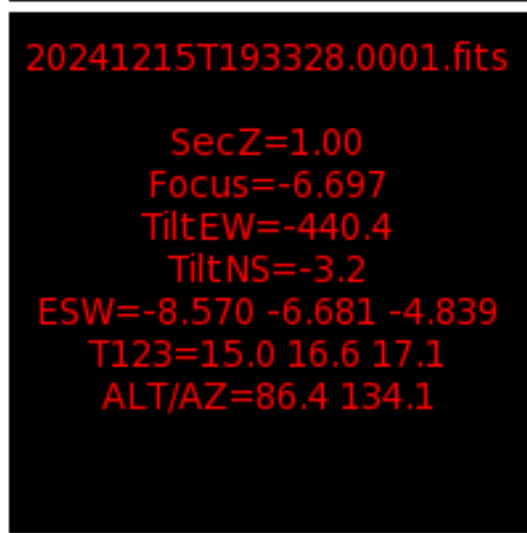 20241215T193328.0001.fits
SecZ=1.00
Focus=-6.697
TiltEW=-440.4
TiltNS=-3.2
ESW=-8.570 -6.681 -4.839
T123=15.0 16.6 17.1
ALT/AZ=86.4 134.1